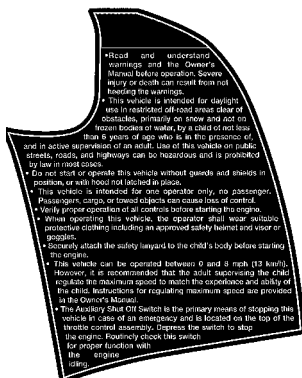 •Read and understand
warnings and the Owner's
Manual before operation. Severe
injury or death can result from not
heeding the warnings.
• This vehicle is intended for daylight
use in restricted off-road areas clear of
obstacles, primarily on snow and not on
frozen bodies of water, by a child of not less
than 6 years of age who is in the presence of,
and in active supervision of an adult. Use of this vehicle on public
streets, roads, and highways can be hazardous and is prohibited
by law in most cases.
• Do not start or operate this vehicle without guards and shields in
position, or with hood not latched in place.
• This vehicle is intended for one operator only, no passenger.
Passengers, cargo, or towed objects can cause loss of control.
• Verify proper operation of all controls before starting the engine.
• When operating this vehicle, the operator shall wear suitable
protective clothing including an approved safety helmet and visor or
goggles.
• Securely attach the safety lanyard to the child's body before starting
the engine.
• This vehicle can be operated between 0 and 8 mph (13 km/h).
However, it is recommended that the adult supervising the child
regulate the maximum speed to match the experience and ability of
the child. Instructions for regulating maximum speed are provided
in the Owner's Manual.
• The Auxiliary Shut Off Switch is the primary means of stopping this
vehicle in case of an emergency and is located on the top of the
throttle control assembly. Depress the switch to stop
the engine. Routinely check this switch
for proper function with
the engine
idling.